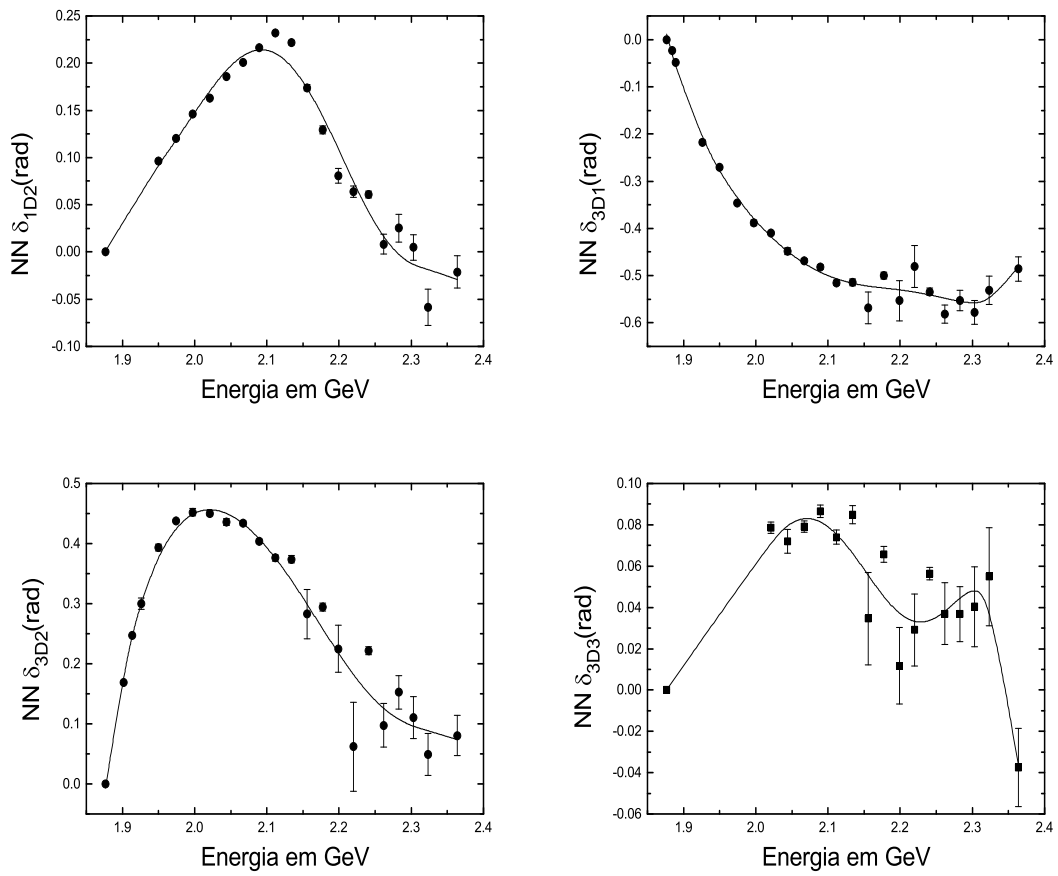 0.25
0.20
0.15
0.10
0.05
0.00
-0.05
-0.10
NN δ1D2(rad)
1.9 2.0 2.1 2.2 2.3 2.4
Energia em GeV
0.0
-0.1
-0.2
-0.3
-0.4
-0.5
-0.6
NN δ3D1(rad)
1.9 2.0 2.1 2.2 2.3 2.4
Energia em GeV
0.5
0.4
0.3
0.2
0.1
0.0
NN δ3D2(rad)
1.9 2.0 2.1 2.2 2.3 2.4
Energia em GeV
0.10
0.08
0.06
0.04
0.02
0.00
-0.02
-0.04
-0.06
NN δ3D3(rad)
1.9 2.0 2.1 2.2 2.3 2.4
Energia em GeV